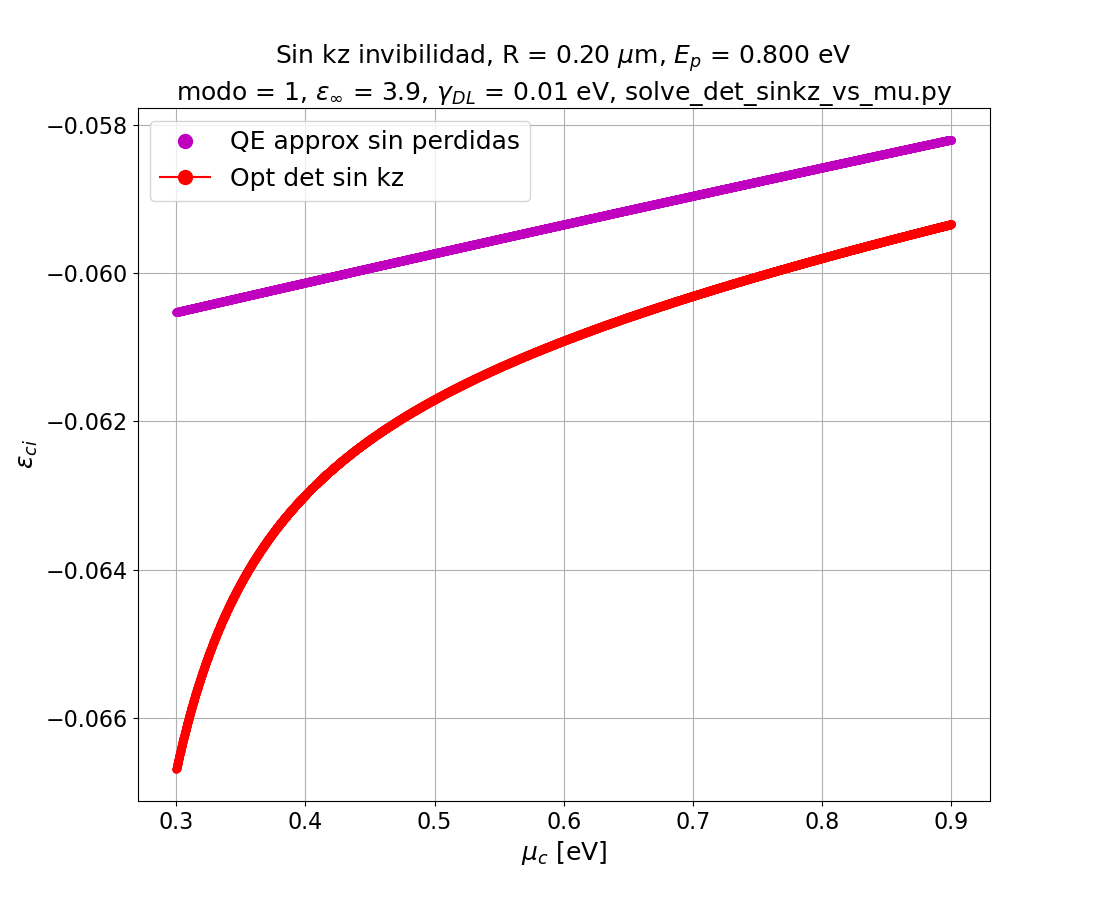 Sin kz invibilidad, R = 0.20 μm, E_p = 0.800 eV
modo = 1, ε_∞ = 3.9, γ_DL = 0.01 eV, solve_det_sinkz_vs_mu.py
QE approx sin perdidas
Opt det sin kz
−0.058
−0.060
−0.062
−0.064
−0.066
ε_ci
0.3 0.4 0.5 0.6 0.7 0.8 0.9
μ_c [eV]